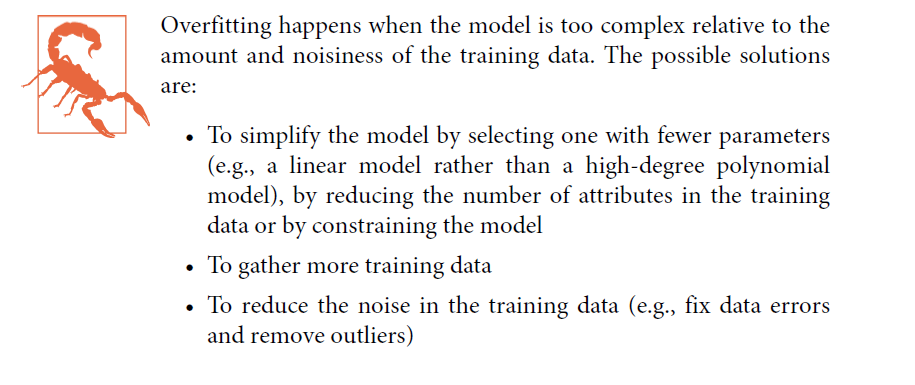 Overfitting happens when the model is too complex relative to the
amount and noisiness of the training data. The possible solutions
are:
• To simplify the model by selecting one with fewer parameters
(e.g., a linear model rather than a high-degree polynomial
model), by reducing the number of attributes in the training
data or by constraining the model
• To gather more training data
• To reduce the noise in the training data (e.g., fix data errors
and remove outliers)